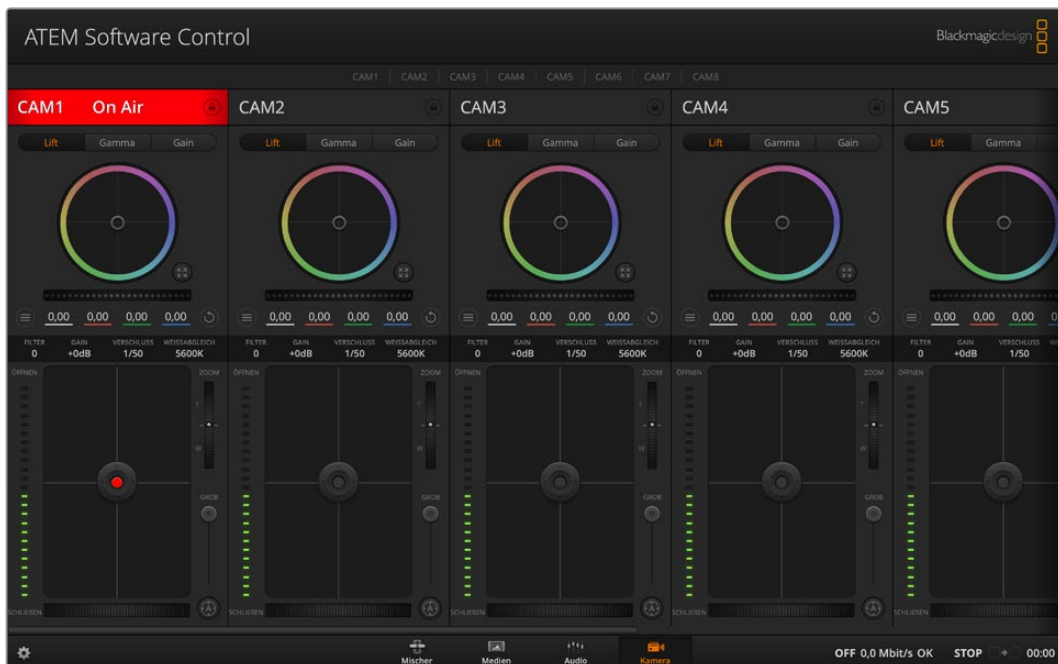 ATEM Software Control
Blackmagicdesign
CAM1 CAM2 CAM3 CAM4 CAM5 CAM6 CAM7 CAM8
CAM1 On Air CAM2 CAM3 CAM4 CAM5
Lift Gamma Gain Lift Gamma Gain Lift Gamma Gain Lift Gamma Gain Lift Gamma
0,00 0,00 0,00 0,00 0,00 0,00 0,00 0,00 0,00 0,00 0,00 0,00 0,00 0,00 0,00 0,00 0,00 0,00 0,00
FILTER GAIN VERSCHLUSS WEISSABGLEICH FILTER GAIN VERSCHLUSS WEISSABGLEICH FILTER GAIN VERSCHLUSS WEISSABGLEICH FILTER GAIN VERSCHLUSS WEISSABGLEICH FILTER GAIN VERSCHLUSS
0 +0dB 1/50 5600K 0 +0dB 1/50 5600K 0 +0dB 1/50 5600K 0 +0dB 1/50 5600K 0 +0dB 1/50
ÖFFNEN ZOOM ÖFFNEN ZOOM ÖFFNEN ZOOM ÖFFNEN ZOOM ÖFFNEN
T T T T
W W W W
GROB GROB GROB GROB
SCHLIEßEN SCHLIEßEN SCHLIEßEN SCHLIEßEN SCHLIEßEN
Mischer Medien Audio Kamera
OFF 0,0 Mbit/s OK STOP 00:00